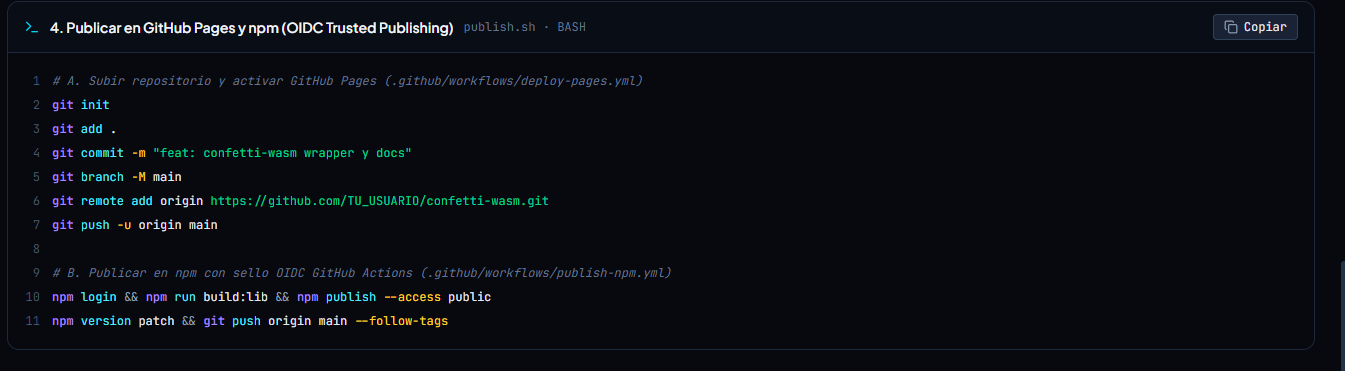 >_ 4. Publicar en GitHub Pages y npm (OIDC Trusted Publishing) publish.sh · BASH Copiar
1 # A. Subir repositorio y activar GitHub Pages (.github/workflows/deploy-pages.yml)
2 git init
3 git add .
4 git commit -m "feat: confetti-wasm wrapper y docs"
5 git branch -M main
6 git remote add origin https://github.com/TU_USUARIO/confetti-wasm.git
7 git push -u origin main
8
9 # B. Publicar en npm con sello OIDC GitHub Actions (.github/workflows/publish-npm.yml)
10 npm login && npm run build:lib && npm publish --access public
11 npm version patch && git push origin main --follow-tags